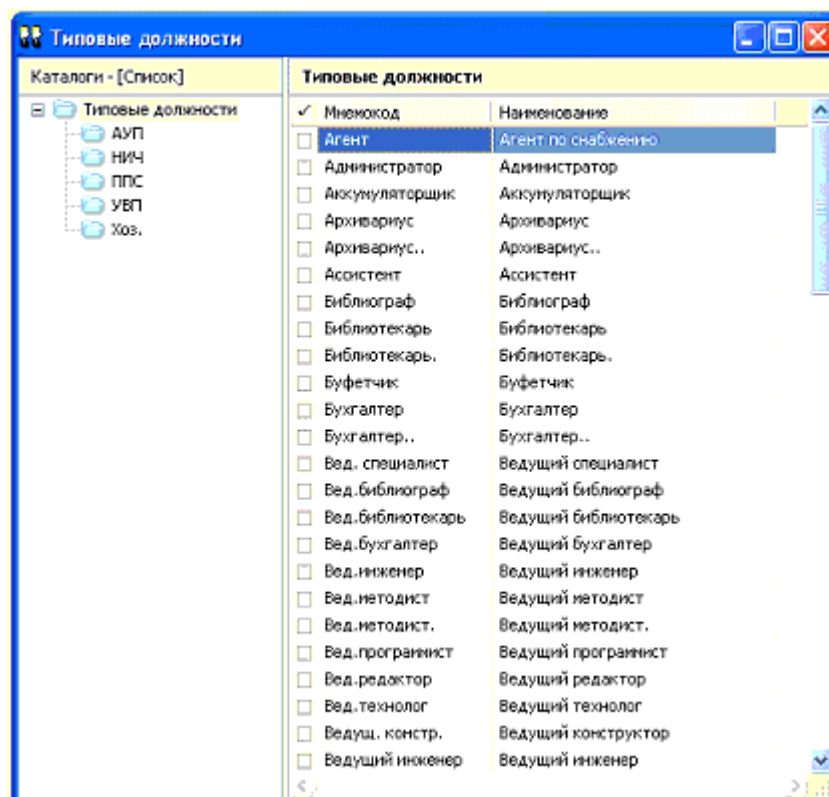 Типовые должности
Каталоги - [Список]
Типовые должности
АУП
НИЧ
ППС
УВП
Хоз.
Типовые должности
✓ Мнемокод Наименование
Агент Агент по снабжению
Администратор Администратор
Аккумуляторщик Аккумуляторщик
Архивариус Архивариус
Архивариус.. Архивариус..
Ассистент Ассистент
Библиограф Библиограф
Библиотекарь Библиотекарь
Библиотекарь. Библиотекарь.
Буфетчик Буфетчик
Бухгалтер Бухгалтер
Бухгалтер.. Бухгалтер..
Вед. специалист Ведущий специалист
Вед.библиограф Ведущий библиограф
Вед.библиотекарь Ведущий библиотекарь
Вед.бухгалтер Ведущий бухгалтер
Вед.инженер Ведущий инженер
Вед.методист Ведущий методист
Вед.методист. Ведущий методист.
Вед.программист Ведущий программист
Вед.редактор Ведущий редактор
Вед.технолог Ведущий технолог
Ведущ. констр. Ведущий конструктор
Ведущий инженер Ведущий инженер